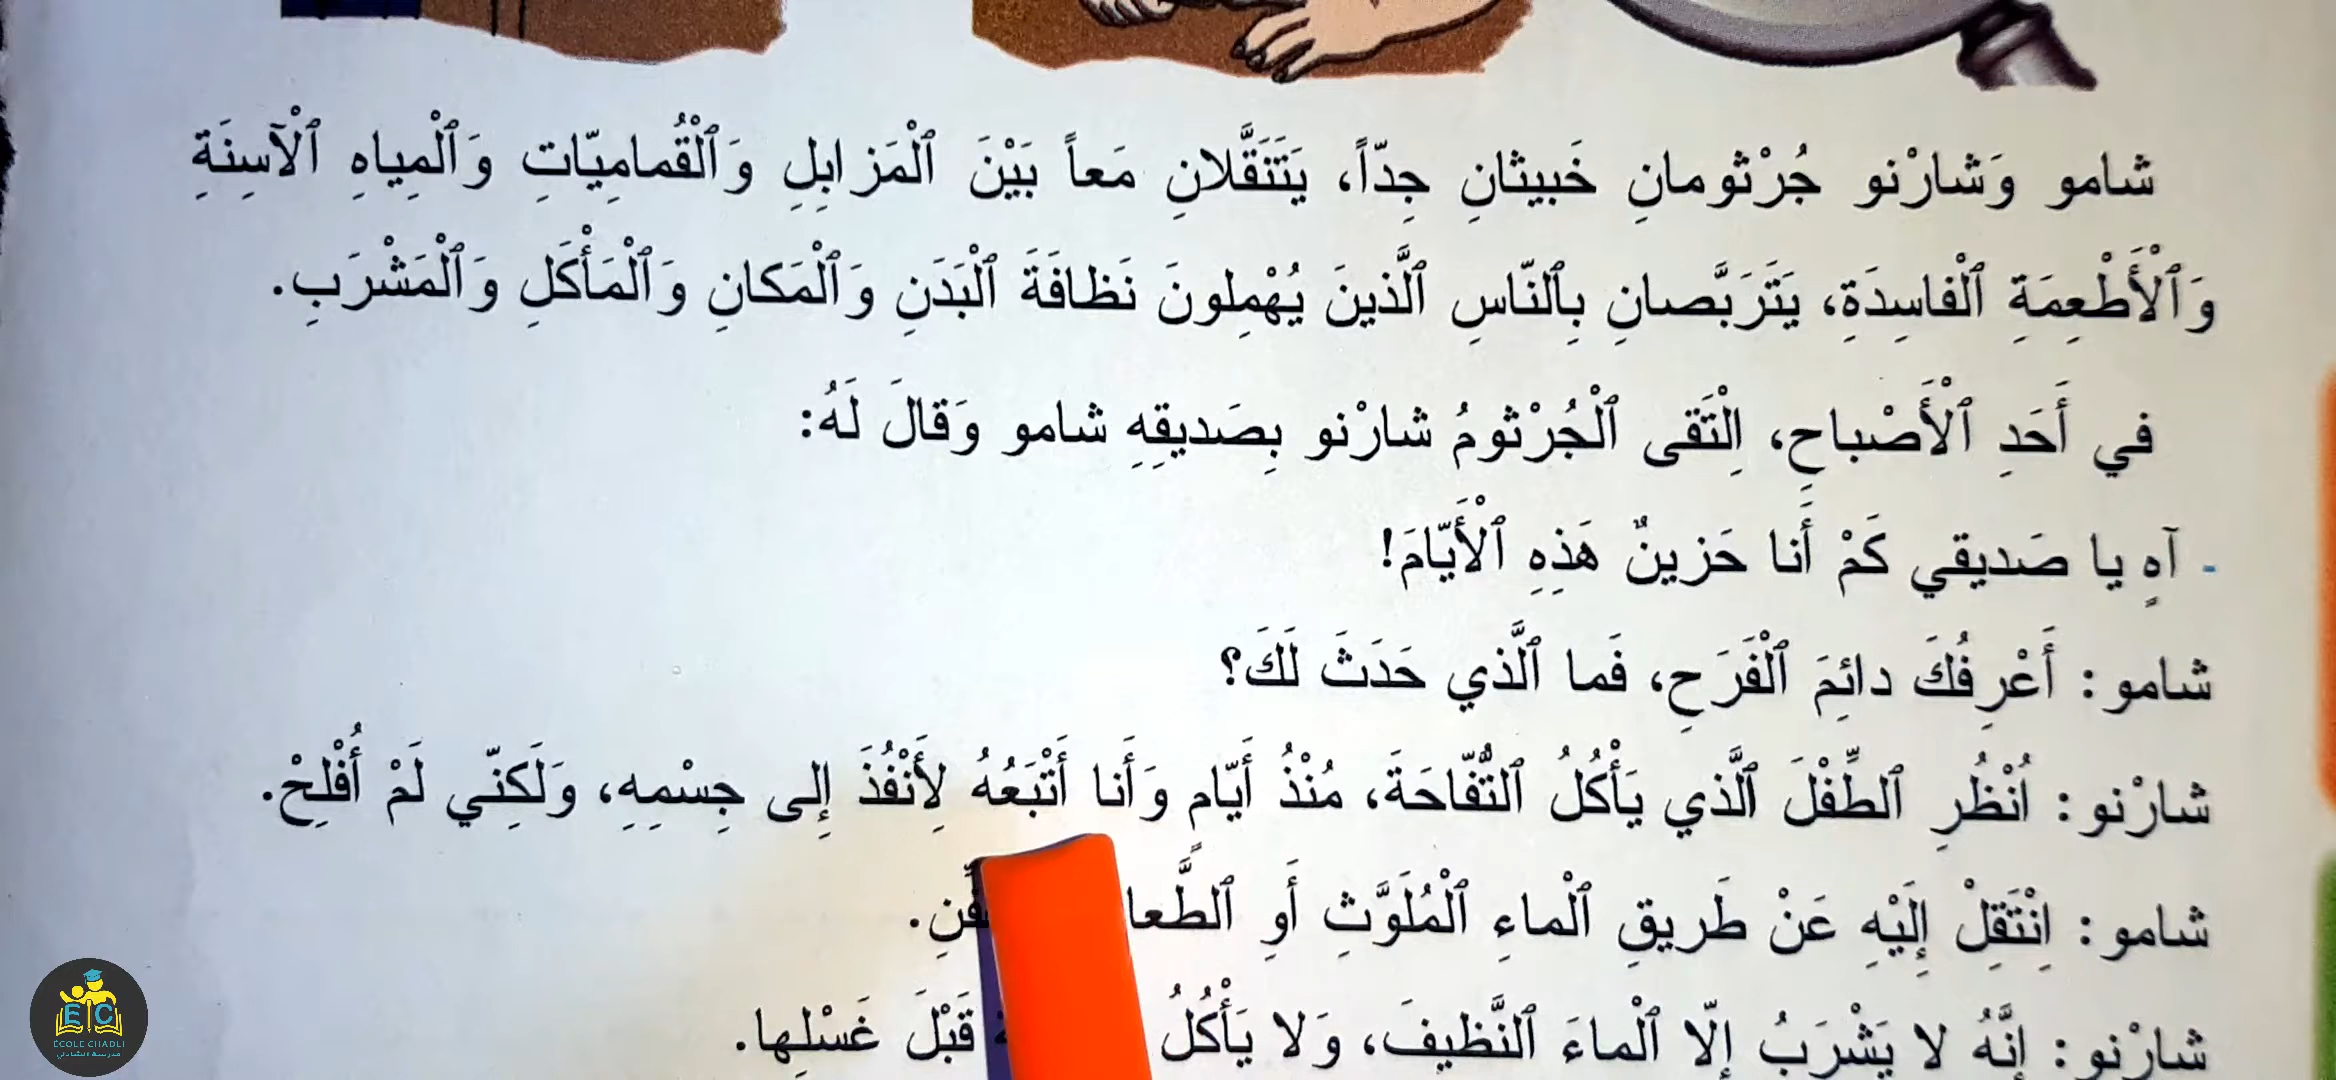 شامو وَشارْنو جُرْثومانِ خَبيثانِ جِدّاً، يَتَنَقَّلانِ مَعاً بَيْنَ ٱلْمَزابِلِ وَٱلْقُمامِيّاتِ وَٱلْمِياهِ ٱلْآسِنَةِ
وَٱلْأَطْعِمَةِ ٱلْفاسِدَةِ، يَتَرَبَّصانِ بِٱلنّاسِ ٱلَّذينَ يُهْمِلونَ نَظافَةَ ٱلْبَدَنِ وَٱلْمَكانِ وَٱلْمَأْكَلِ وَٱلْمَشْرَبِ.
في أَحَدِ ٱلْأَصْباحِ، اِلْتَقى ٱلْجُرْثومُ شارْنو بِصَديقِهِ شامو وَقالَ لَهُ:
- آهٍ يا صَديقي كَمْ أَنا حَزينٌ هَذِهِ ٱلْأَيّامَ!
شامو : أَعْرِفُكَ دائِمَ ٱلْفَرَحِ، فَما ٱلَّذي حَدَثَ لَكَ؟
شارْنو : اُنْظُرِ ٱلطِّفْلَ ٱلَّذي يَأْكُلُ ٱلتُّفّاحَةَ، مُنْذُ أَيّامٍ وَأَنا أَتْبَعُهُ لِأَنْفُذَ إِلى جِسْمِهِ، وَلَكِنّي لَمْ أُفْلِحْ.
شامو : اِنْتَقِلْ إِلَيْهِ عَنْ طَريقِ ٱلْماءِ ٱلْمُلَوَّثِ أَوِ
شارْنو : إِنَّهُ لا يَشْرَبُ إِلّا ٱلْماءَ ٱلنَّظيفَ، وَلا يَأْكُلُ قَبْلَ غَسْلِها.
ECOLE CHADLI
مدرسة الشاذلي